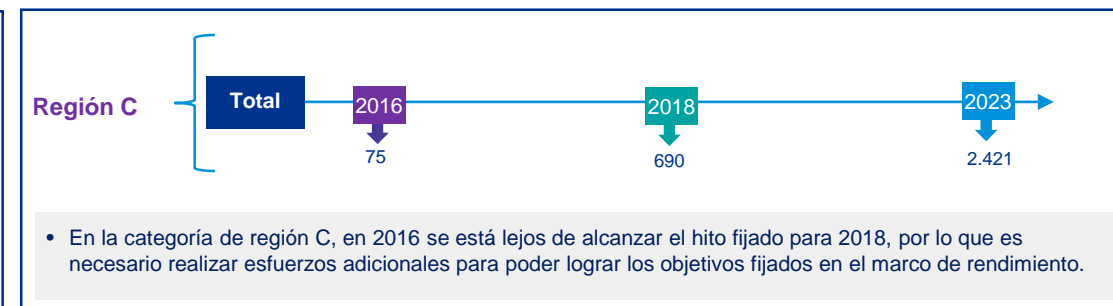 Región C
Total
2016
2018
2023
75
690
2.421
• En la categoría de región C, en 2016 se está lejos de alcanzar el hito fijado para 2018, por lo que es
necesario realizar esfuerzos adicionales para poder lograr los objetivos fijados en el marco de rendimiento.